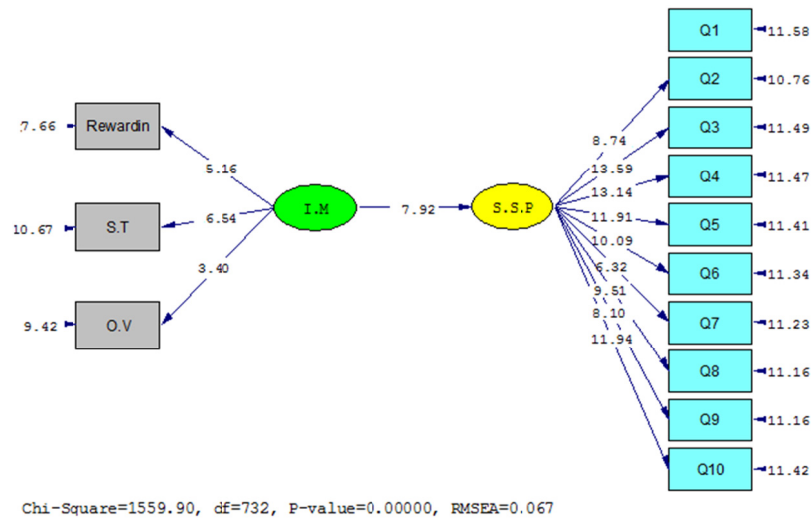 Q1 11.58
Q2 10.76
8.74
7.66 Rewardin
Q3 11.49
13.59
5.16
13.14
Q4 11.47
I.M 7.92 S.S.P
11.91
6.54
10.67 S.T
Q5 11.41
10.09
6.32
Q6 11.34
3.40
9.51
8.10
Q7 11.23
9.42 O.V
11.94
Q8 11.16
Q9 11.16
Q10 11.42
Chi-Square=1559.90, df=732, P-value=0.00000, RMSEA=0.067